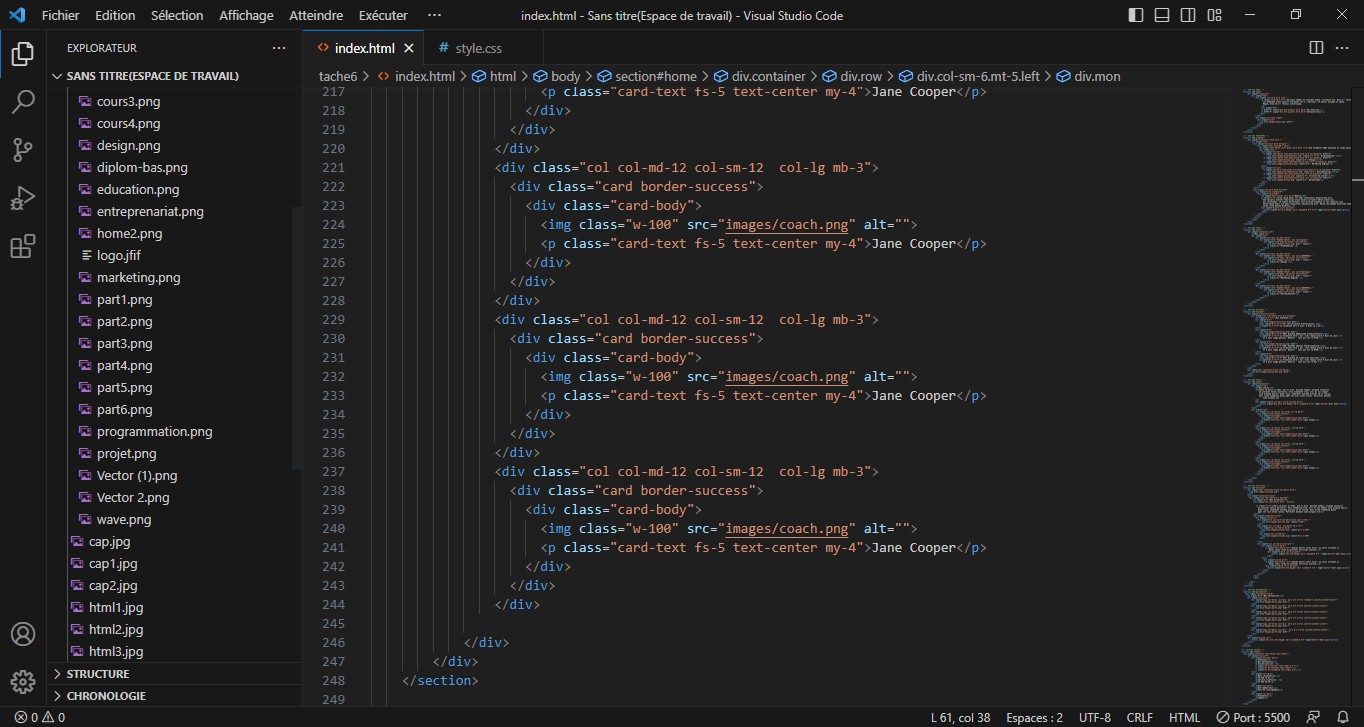 Fichier Edition Sélection Affichage Atteindre Exécuter ··· index.html - Sans titre(Espace de travail) - Visual Studio Code
EXPLORATEUR ···
SANS TITRE(ESPACE DE TRAVAIL)
cours3.png
cours4.png
design.png
diplom-bas.png
education.png
entreprenariat.png
home2.png
logo.jfif
marketing.png
part1.png
part2.png
part3.png
part4.png
part5.png
part6.png
programmation.png
projet.png
Vector (1).png
Vector 2.png
wave.png
cap.jpg
cap1.jpg
cap2.jpg
html1.jpg
html2.jpg
html3.jpg
STRUCTURE
CHRONOLOGIE
<> index.html × # style.css ···
tache6 > <> index.html > html > body > section#home > div.container > div.row > div.col-sm-6.mt-5.left > div.mon
217 <p class="card-text fs-5 text-center my-4">Jane Cooper</p>
218 </div>
219 </div>
220 </div>
221 <div class="col col-md-12 col-sm-12  col-lg mb-3">
222 <div class="card border-success">
223 <div class="card-body">
224 <img class="w-100" src="images/coach.png" alt="">
225 <p class="card-text fs-5 text-center my-4">Jane Cooper</p>
226 </div>
227 </div>
228 </div>
229 <div class="col col-md-12 col-sm-12  col-lg mb-3">
230 <div class="card border-success">
231 <div class="card-body">
232 <img class="w-100" src="images/coach.png" alt="">
233 <p class="card-text fs-5 text-center my-4">Jane Cooper</p>
234 </div>
235 </div>
236 </div>
237 <div class="col col-md-12 col-sm-12  col-lg mb-3">
238 <div class="card border-success">
239 <div class="card-body">
240 <img class="w-100" src="images/coach.png" alt="">
241 <p class="card-text fs-5 text-center my-4">Jane Cooper</p>
242 </div>
243 </div>
244 </div>
245
246 </div>
247 </div>
248 </section>
249
0 0 L 61, col 38 Espaces : 2 UTF-8 CRLF HTML Port : 5500